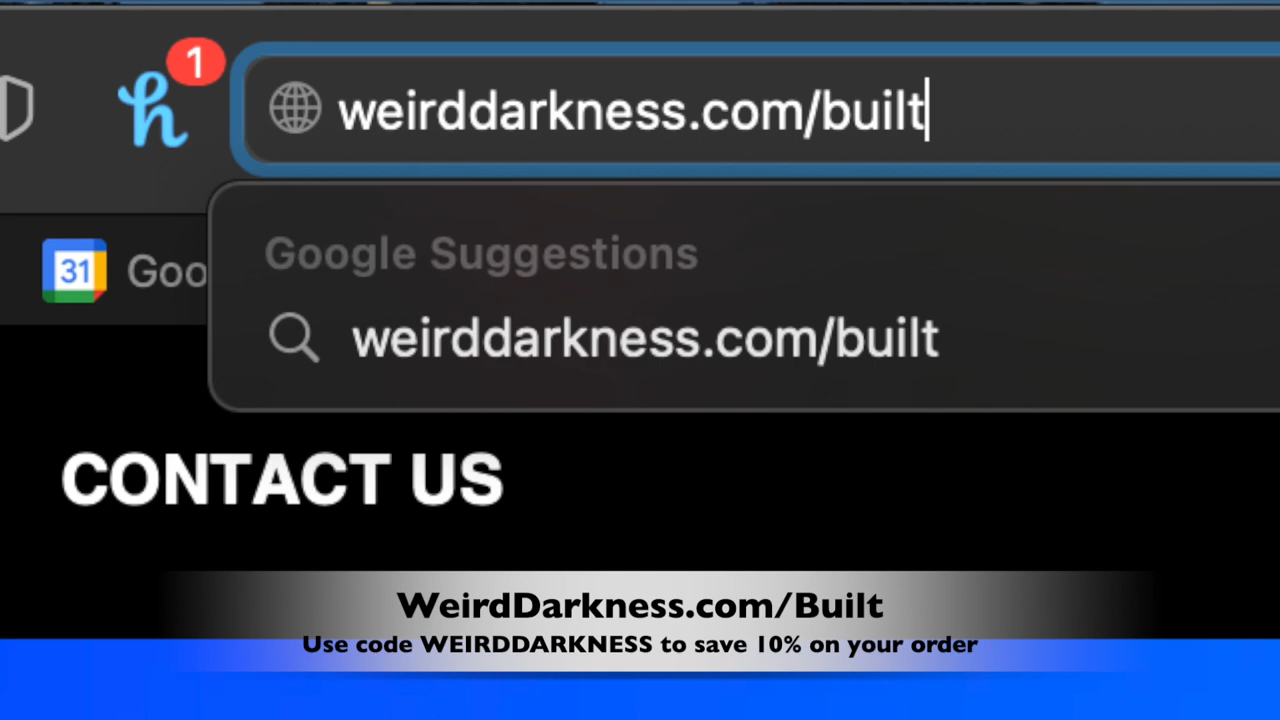 1
h
weirddarkness.com/built
Google Suggestions
31 Goo
weirddarkness.com/built
CONTACT US
WeirdDarkness.com/Built
Use code WEIRDDARKNESS to save 10% on your order